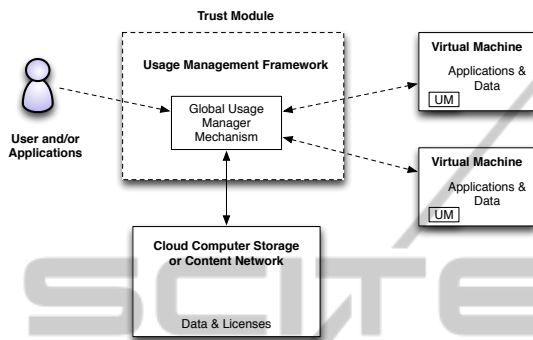 Trust Module
Usage Management Framework
Global Usage
Manager
Mechanism
User and/or
Applications
Virtual Machine
Applications &
Data
UM
Virtual Machine
Applications &
Data
UM
Cloud Computer Storage
or Content Network
Data & Licenses
SCITE